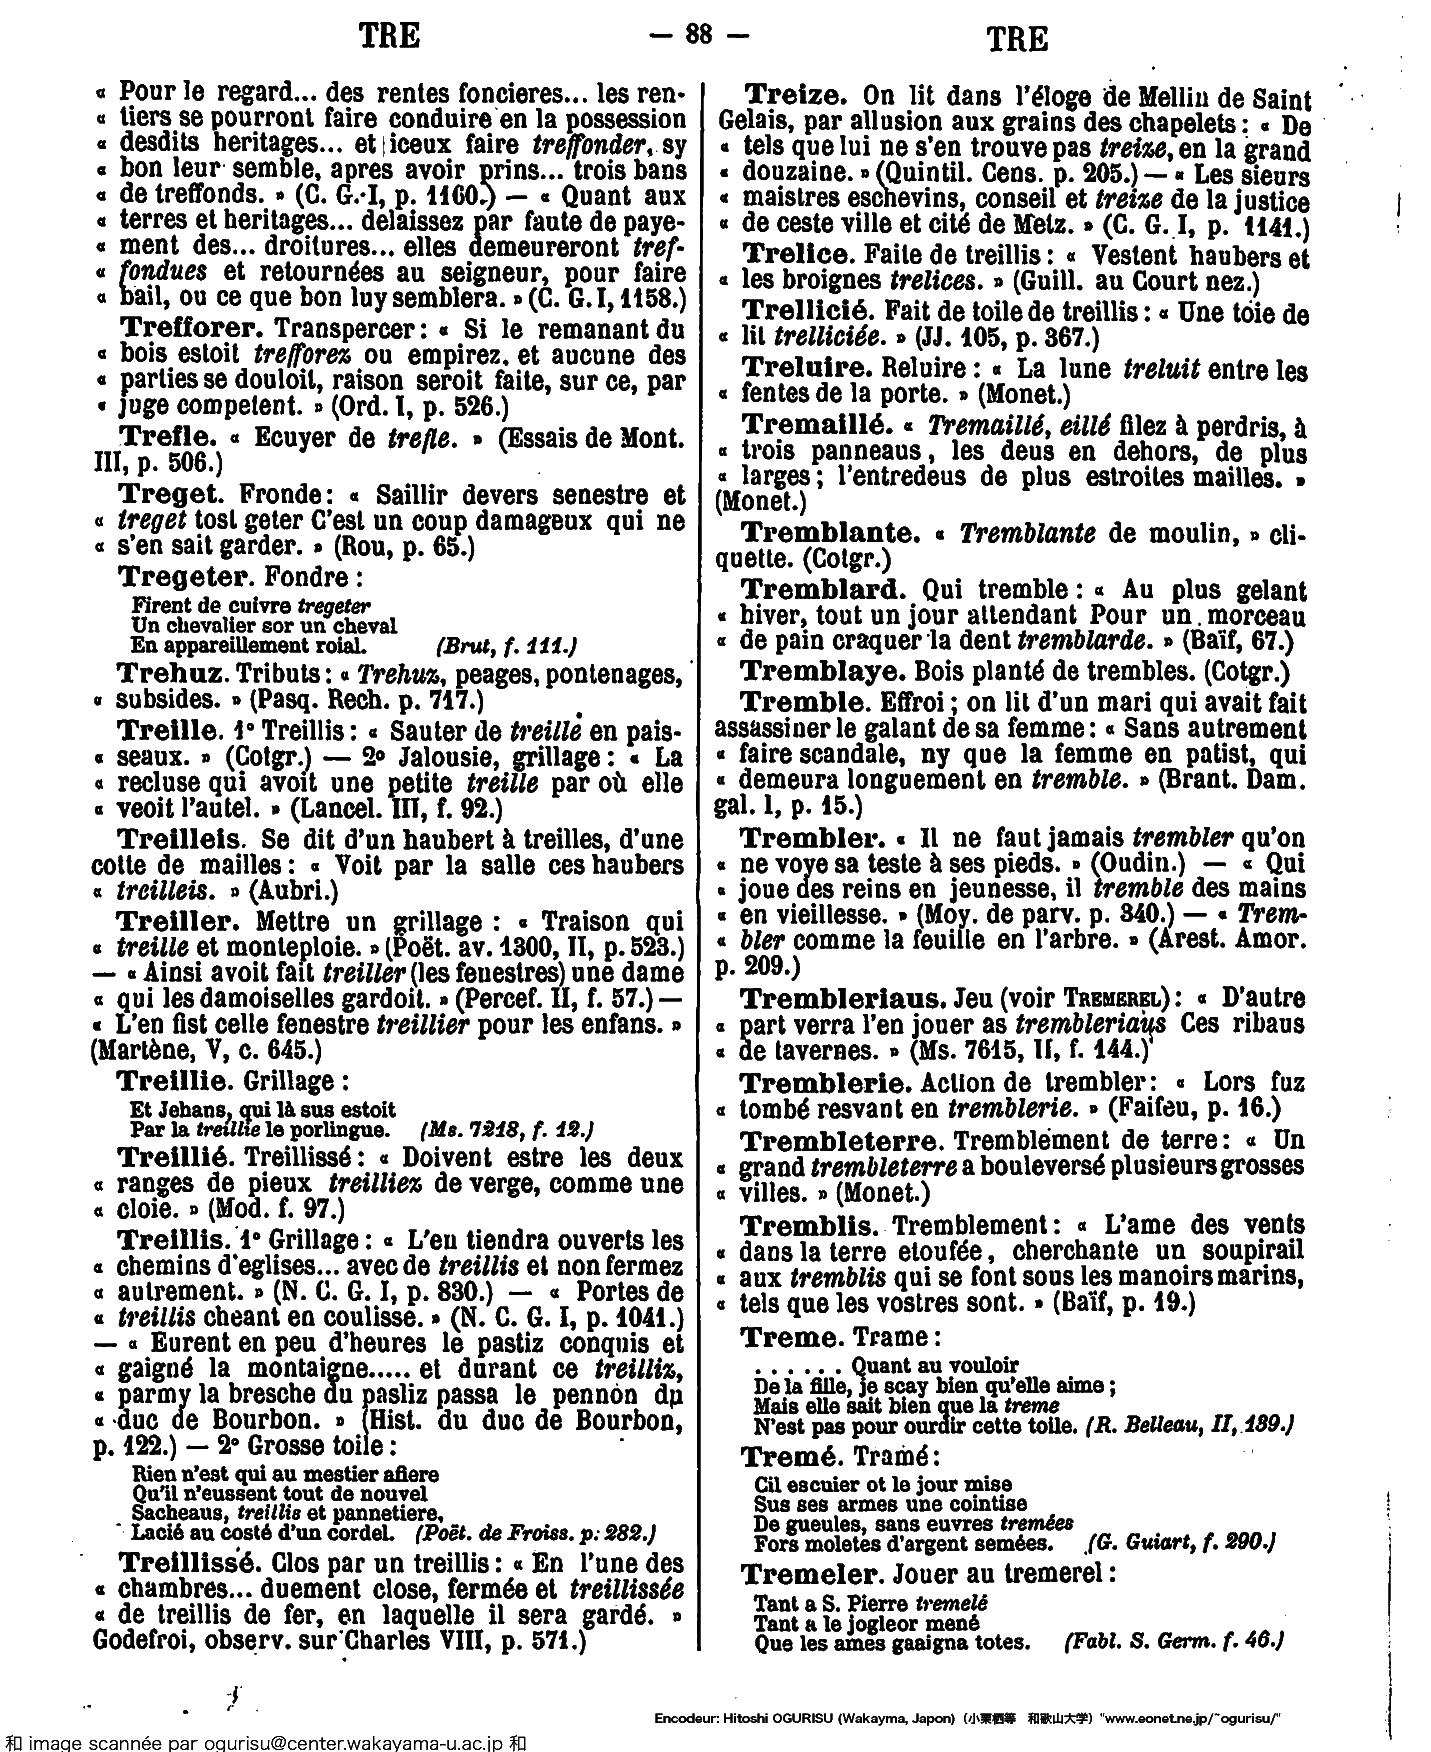 TRE — 88 — TRE
« Pour le regard... des rentes foncieres... les ren-
« tiers se pourront faire conduire en la possession
« desdits heritages... et iceux faire treffonder, sy
« bon leur semble, apres avoir prins... trois bans
« de treffonds. » (C. G. I, p. 1160.) — « Quant aux
« terres et heritages... delaissez par faute de paye-
« ment des... droitures... elles demeureront tref-
« fondues et retournées au seigneur, pour faire
« bail, ou ce que bon luy semblera. » (C. G. I, 1158.)
Trefforer. Transpercer : « Si le remanant du
« bois estoit trefforez ou empirez, et aucune des
« parties se douloit, raison seroit faite, sur ce, par
« juge competent. » (Ord. I, p. 526.)
Trefle. « Ecuyer de trefle. » (Essais de Mont.
III, p. 506.)
Treget. Fronde : « Saillir devers senestre et
« treget tost geter C'est un coup damageux qui ne
« s'en sait garder. » (Rou, p. 65.)
Tregeter. Fondre :
Firent de cuivre tregeter
Un chevalier sor un cheval
En appareillement roial. (Brut, f. 111.)
Trehuz. Tributs : « Trehuz, peages, pontenages,
« subsides. » (Pasq. Rech. p. 717.)
Treille. 1° Treillis : « Sauter de treille en pais-
« seaux. » (Cotgr.) — 2° Jalousie, grillage : « La
« recluse qui avoit une petite treille par où elle
« veoit l'autel. » (Lancel. III, f. 92.)
Treilleis. Se dit d'un haubert à treilles, d'une
cotte de mailles : « Voit par la salle ces haubers
« treilleis. » (Aubri.)
Treiller. Mettre un grillage : « Traison qui
« treille et monteploie. » (Poët. av. 1300, II, p. 523.)
— « Ainsi avoit fait treiller (les fenestres) une dame
« qui les damoiselles gardoit. » (Percef. II, f. 57.) —
« L'en fist celle fenestre treillier pour les enfans. »
(Martène, V, c. 645.)
Treillie. Grillage :
Et Jehans, qui là sus estoit
Par la treillie le porlingue. (Ms. 7218, f. 12.)
Treillié. Treillissé : « Doivent estre les deux
« ranges de pieux treilliez de verge, comme une
« cloie. » (Mod. f. 97.)
Treillis. 1° Grillage : « L'en tiendra ouverts les
« chemins d'eglises... avec de treillis et non fermez
« autrement. » (N. C. G. I, p. 830.) — « Portes de
« treillis cheant en coulisse. » (N. C. G. I, p. 1041.)
— « Eurent en peu d'heures le pastiz conquis et
« gaigné la montaigne..... et durant ce treilliz,
« parmy la bresche du pastiz passa le pennon du
« duc de Bourbon. » (Hist. du duc de Bourbon,
p. 122.) — 2° Grosse toile :
Rien n'est qui au mestier afiere
Qu'il n'eussent tout de nouvel
Sacheaus, treillis et pannetiere,
Lacié au costé d'un cordel. (Poët. de Froiss. p. 282.)
Treillissé. Clos par un treillis : « En l'une des
« chambres... duement close, fermée et treillissée
« de treillis de fer, en laquelle il sera gardé. »
Godefroi, observ. sur Charles VIII, p. 571.)
Treize. On lit dans l'éloge de Mellin de Saint
Gelais, par allusion aux grains des chapelets : « De
« tels que lui ne s'en trouve pas treize, en la grand
« douzaine. » (Quintil. Cens. p. 205.) — « Les sieurs
« maistres eschevins, conseil et treize de la justice
« de ceste ville et cité de Metz. » (C. G. I, p. 1141.)
Trelice. Faite de treillis : « Vestent haubers et
« les broignes trelices. » (Guill. au Court nez.)
Trellicié. Fait de toile de treillis : « Une toie de
« lit trelliciée. » (JJ. 105, p. 367.)
Treluire. Reluire : « La lune treluit entre les
« fentes de la porte. » (Monet.)
Tremaillé. « Tremaillé, eillé filez à perdris, à
« trois panneaus, les deus en dehors, de plus
« larges ; l'entredeus de plus estroites mailles. »
(Monet.)
Tremblante. « Tremblante de moulin, » cli-
quette. (Cotgr.)
Tremblard. Qui tremble : « Au plus gelant
« hiver, tout un jour attendant Pour un morceau
« de pain craquer la dent tremblarde. » (Baïf, 67.)
Tremblaye. Bois planté de trembles. (Cotgr.)
Tremble. Effroi ; on lit d'un mari qui avait fait
assassiner le galant de sa femme : « Sans autrement
« faire scandale, ny que la femme en patist, qui
« demeura longuement en tremble. » (Brant. Dam.
gal. I, p. 15.)
Trembler. « Il ne faut jamais trembler qu'on
« ne voye sa teste à ses pieds. » (Oudin.) — « Qui
« joue des reins en jeunesse, il tremble des mains
« en vieillesse. » (Moy. de parv. p. 340.) — « Trem-
« bler comme la feuille en l'arbre. » (Arest. Amor.
p. 209.)
Trembleriaus. Jeu (voir TREMEREL) : « D'autre
« part verra l'en jouer as trembleriaus Ces ribaus
« de tavernes. » (Ms. 7615, II, f. 144.)
Tremblerie. Action de trembler : « Lors fuz
« tombé resvant en tremblerie. » (Faifeu, p. 16.)
Trembleterre. Tremblement de terre : « Un
« grand trembleterre a bouleversé plusieurs grosses
« villes. » (Monet.)
Tremblis. Tremblement : « L'ame des vents
« dans la terre etoufée, cherchante un soupirail
« aux tremblis qui se font sous les manoirs marins,
« tels que les vostres sont. » (Baïf, p. 19.)
Treme. Trame :
. . . . . . Quant au vouloir
De la fille, je scay bien qu'elle aime ;
Mais elle sait bien que la treme
N'est pas pour ourdir cette toile. (R. Belleau, II, 139.)
Tremé. Tramé :
Cil escuier ot le jour mise
Sus ses armes une cointise
De gueules, sans euvres tremées
Fors moletes d'argent semées. (G. Guiart, f. 290.)
Tremeler. Jouer au tremerel :
Tant a S. Pierre tremelé
Tant a le jogleor mené
Que les ames gaaigna totes. (Fabl. S. Germ. f. 46.)
Encodeur: Hitoshi OGURISU (Wakayma, Japon) (小栗栖等 和歌山大学) "www.eonet.ne.jp/~ogurisu/"
和 image scannée par ogurisu@center.wakayama-u.ac.jp 和